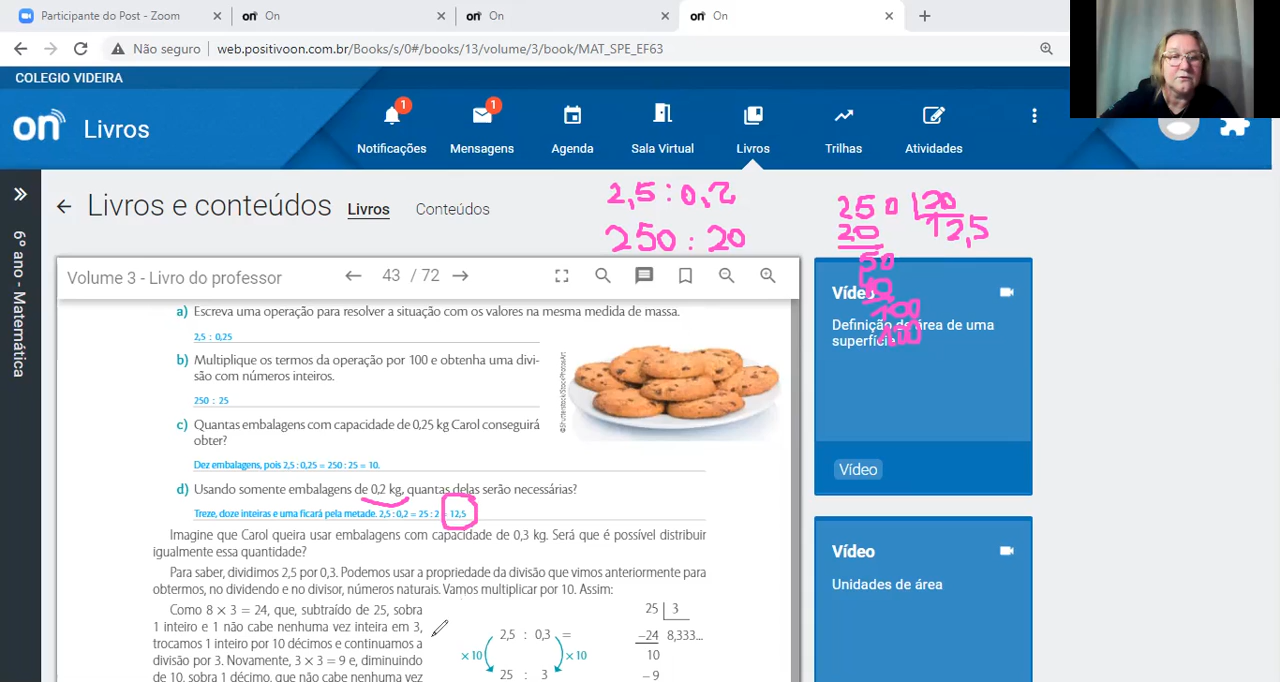 Participante do Post - Zoom
On
On
On
Não seguro
web.positivoon.com.br/Books/s/0#/books/13/volume/3/book/MAT_SPE_EF63
COLEGIO VIDEIRA
on
Livros
1
1
Notificações
Mensagens
Agenda
Sala Virtual
Livros
Trilhas
Atividades
Livros e conteúdos
Livros
Conteúdos
2,5 : 0,2
250 : 20
250 20
20 12,5
50
40
100
100
6º ano - Matemática
Volume 3 - Livro do professor
43 / 72
a) Escreva uma operação para resolver a situação com os valores na mesma medida de massa.
2,5 : 0,25
b) Multiplique os termos da operação por 100 e obtenha uma divi-
são com números inteiros.
250 : 25
c) Quantas embalagens com capacidade de 0,25 kg Carol conseguirá
obter?
Dez embalagens, pois 2,5 : 0,25 = 250 : 25 = 10.
d) Usando somente embalagens de 0,2 kg, quantas delas serão necessárias?
Treze, doze inteiras e uma ficará pela metade. 2,5 : 0,2 = 25 : 2 = 12,5
Imagine que Carol queira usar embalagens com capacidade de 0,3 kg. Será que é possível distribuir
igualmente essa quantidade?
Para saber, dividimos 2,5 por 0,3. Podemos usar a propriedade da divisão que vimos anteriormente para
obtermos, no dividendo e no divisor, números naturais. Vamos multiplicar por 10. Assim:
Como 8 × 3 = 24, que, subtraído de 25, sobra
1 inteiro e 1 não cabe nenhuma vez inteira em 3,
trocamos 1 inteiro por 10 décimos e continuamos a
divisão por 3. Novamente, 3 × 3 = 9 e, diminuindo
de 10, sobra 1 décimo, que não cabe nenhuma vez
2,5 : 0,3 =
×10 ×10
25 : 3
25 3
–24 8,333...
10
– 9
Vídeo
Definição de área de uma
superfície
Vídeo
Vídeo
Unidades de área